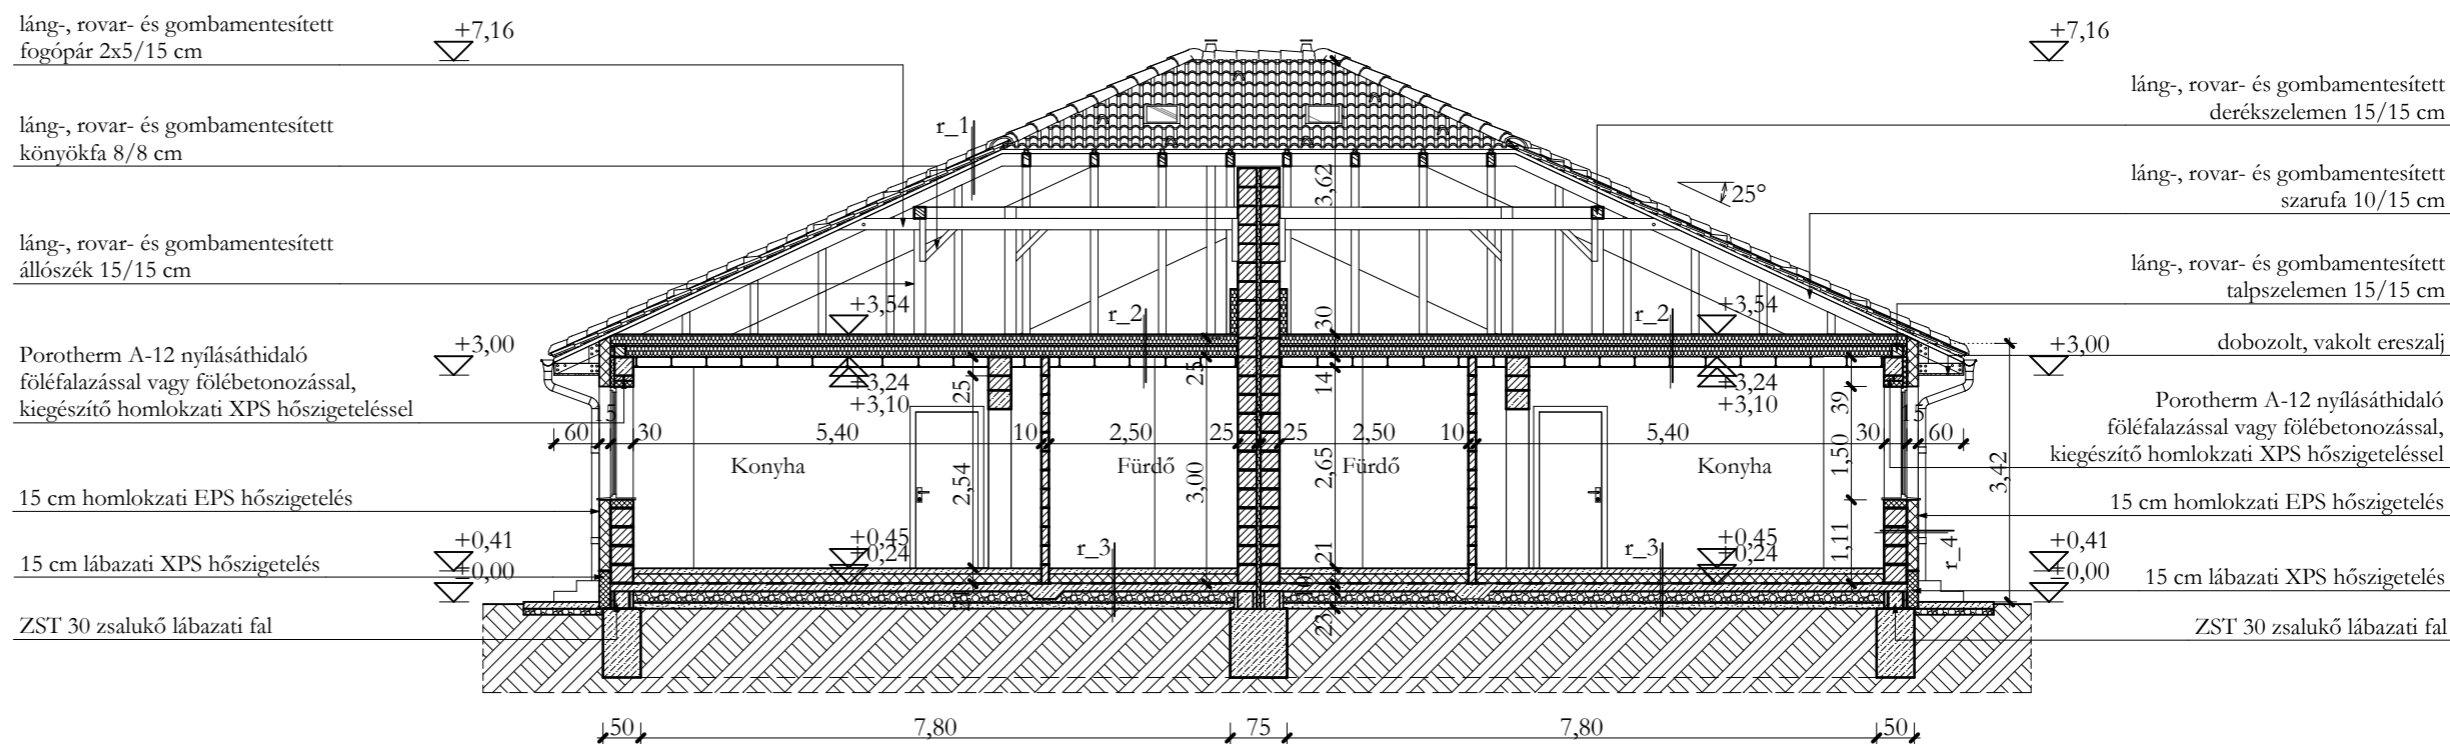 láng-, rovar- és gombamentesített
fogópár 2x5/15 cm
+7,16
+7,16
láng-, rovar- és gombamentesített
derékszelemen 15/15 cm
láng-, rovar- és gombamentesített
könyökfa 8/8 cm
r_1
3,62
25°
láng-, rovar- és gombamentesített
szarufa 10/15 cm
láng-, rovar- és gombamentesített
állószék 15/15 cm
láng-, rovar- és gombamentesített
talpszelemen 15/15 cm
+3,54
r_2
30
r_2
+3,54
Porotherm A-12 nyílásáthidaló
föléfalazással vagy fölébetonozással,
kiegészítő homlokzati XPS hőszigeteléssel
+3,00
+3,00
dobozolt, vakolt ereszalj
+3,24
+3,10
25
25
14
+3,24
+3,10
39
Porotherm A-12 nyílásáthidaló
föléfalazással vagy fölébetonozással,
kiegészítő homlokzati XPS hőszigeteléssel
60
15
30
5,40
10
2,50
25
25
2,50
10
5,40
30
15
60
Konyha
Fürdő
Fürdő
Konyha
2,54
3,00
2,65
1,50
3,42
15 cm homlokzati EPS hőszigetelés
15 cm homlokzati EPS hőszigetelés
+0,41
±0,00
+0,45
+0,24
r_3
21
r_3
+0,45
+0,24
1,11
r_4
+0,41
±0,00
15 cm lábazati XPS hőszigetelés
15 cm lábazati XPS hőszigetelés
23
ZST 30 zsalukő lábazati fal
ZST 30 zsalukő lábazati fal
50
7,80
75
7,80
50